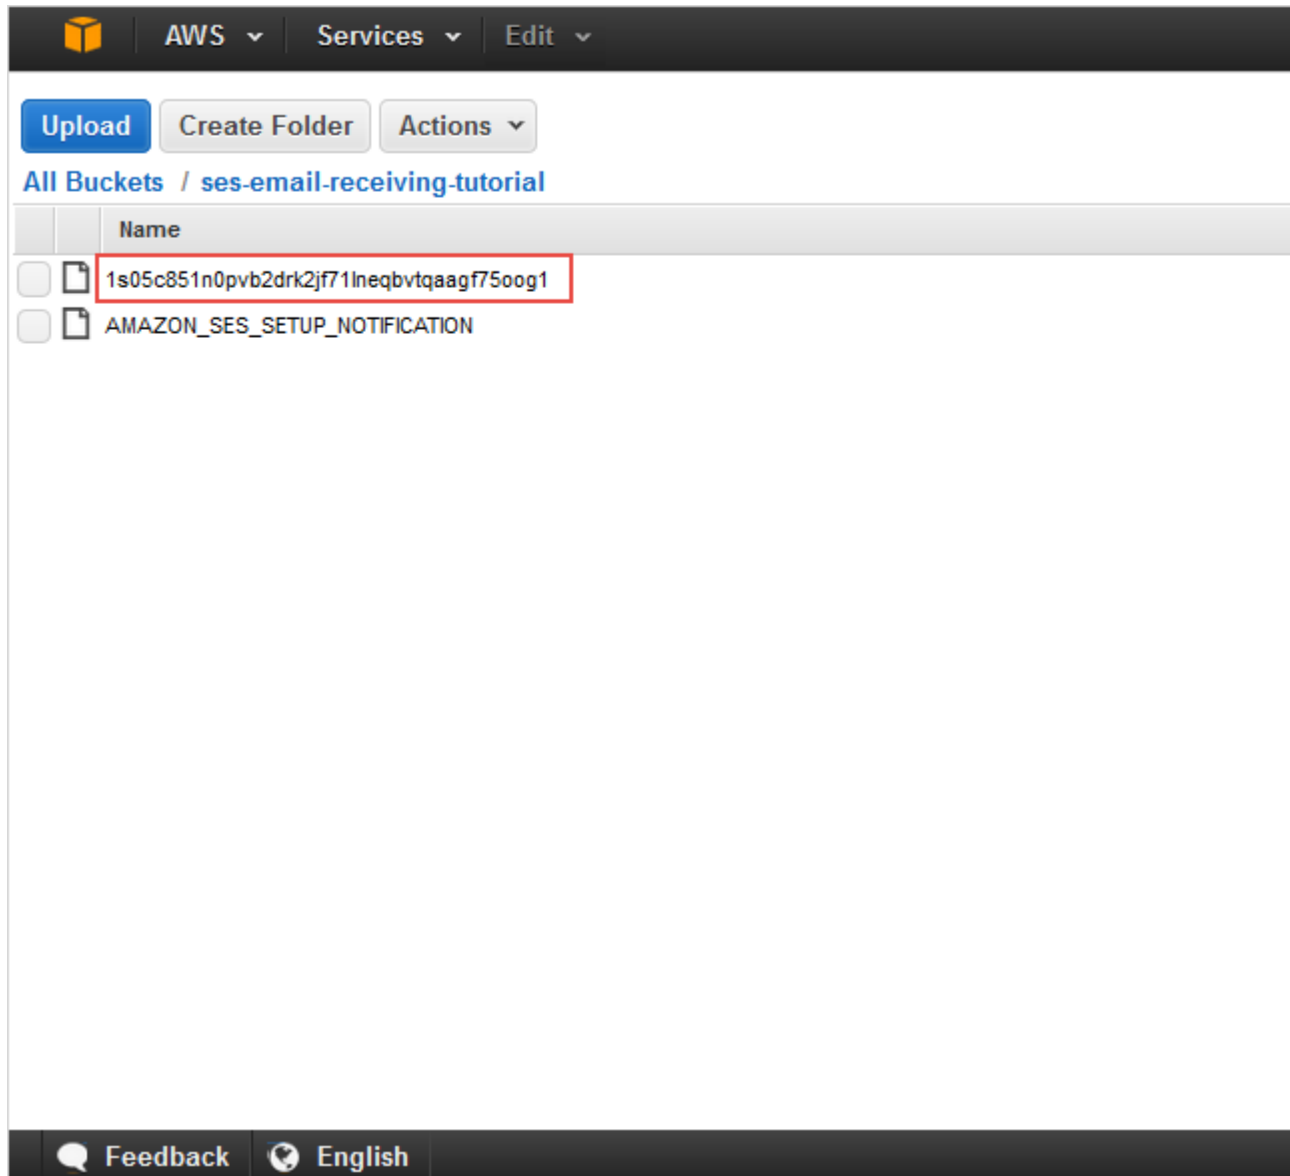 AWS Services Edit
Upload Create Folder Actions
All Buckets / ses-email-receiving-tutorial
Name
1s05c851n0pvb2drk2jf71lneqbvtqaagf75oog1
AMAZON_SES_SETUP_NOTIFICATION
Feedback English